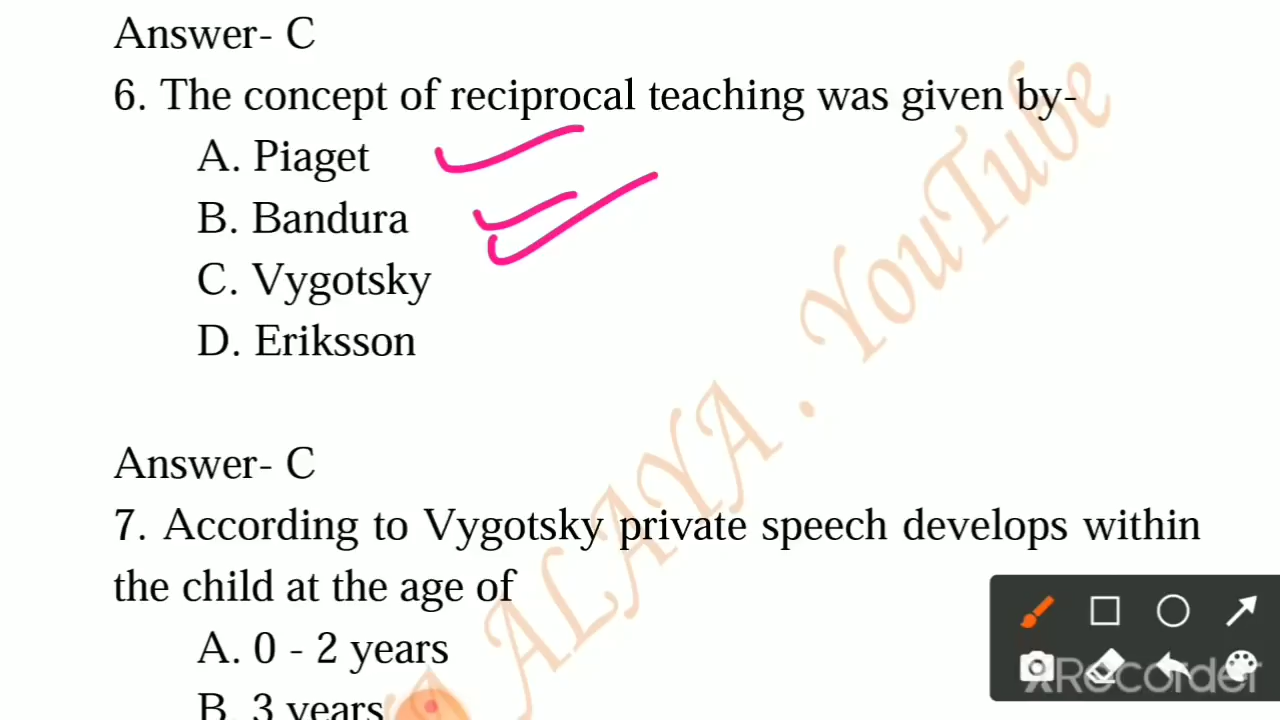 Answer- C
6. The concept of reciprocal teaching was given by-
A. Piaget
B. Bandura
C. Vygotsky
D. Eriksson
Answer- C
7. According to Vygotsky private speech develops within
the child at the age of
A. 0 - 2 years
B. 3 years
ALAYA . YouTube
XRecorder